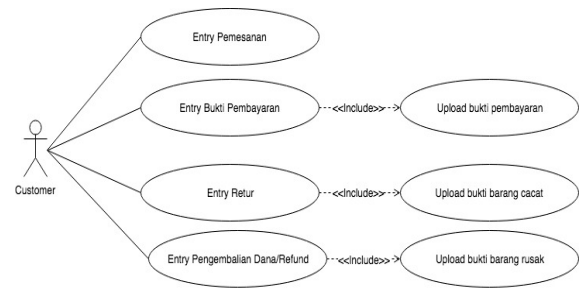 Entry Pemesanan
Entry Bukti Pembayaran
<<Include>>
Upload bukti pembayaran
Customer
Entry Retur
<<Include>>
Upload bukti barang cacat
Entry Pengembalian Dana/Refund
<<Include>>
Upload bukti barang rusak